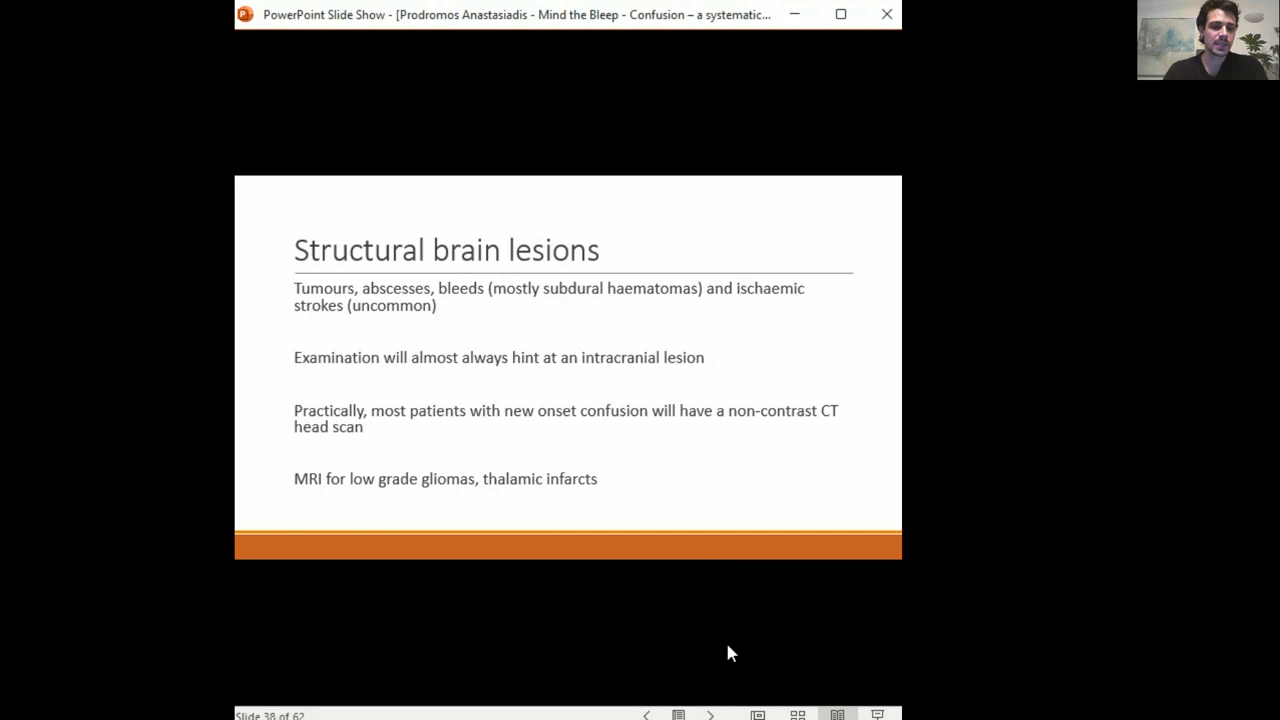 PowerPoint Slide Show - [Prodromos Anastasiadis - Mind the Bleep - Confusion – a systematic...
Structural brain lesions
Tumours, abscesses, bleeds (mostly subdural haematomas) and ischaemic
strokes (uncommon)
Examination will almost always hint at an intracranial lesion
Practically, most patients with new onset confusion will have a non-contrast CT
head scan
MRI for low grade gliomas, thalamic infarcts
Slide 38 of 62